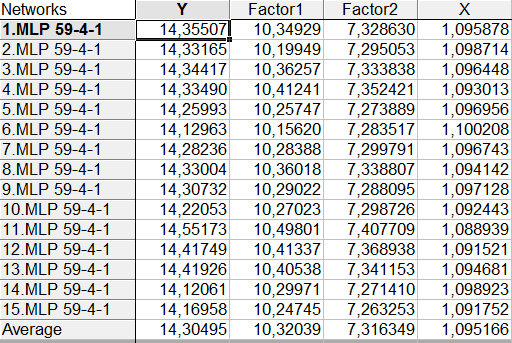 Networks Y Factor1 Factor2 X
1.MLP 59-4-1 14,35507 10,34929 7,328630 1,095878
2.MLP 59-4-1 14,33165 10,19949 7,295053 1,098714
3.MLP 59-4-1 14,34417 10,36257 7,333838 1,096448
4.MLP 59-4-1 14,33490 10,41241 7,352421 1,093013
5.MLP 59-4-1 14,25993 10,25747 7,273889 1,096956
6.MLP 59-4-1 14,12963 10,15620 7,283517 1,100208
7.MLP 59-4-1 14,28236 10,28388 7,299791 1,096743
8.MLP 59-4-1 14,33004 10,36018 7,338807 1,094142
9.MLP 59-4-1 14,30732 10,29022 7,288095 1,097128
10.MLP 59-4-1 14,22053 10,27023 7,298726 1,092443
11.MLP 59-4-1 14,55173 10,49801 7,407709 1,088939
12.MLP 59-4-1 14,41749 10,41337 7,368938 1,091521
13.MLP 59-4-1 14,41926 10,40538 7,341153 1,094681
14.MLP 59-4-1 14,12061 10,29971 7,271410 1,098923
15.MLP 59-4-1 14,16958 10,24745 7,263253 1,091752
Average 14,30495 10,32039 7,316349 1,095166